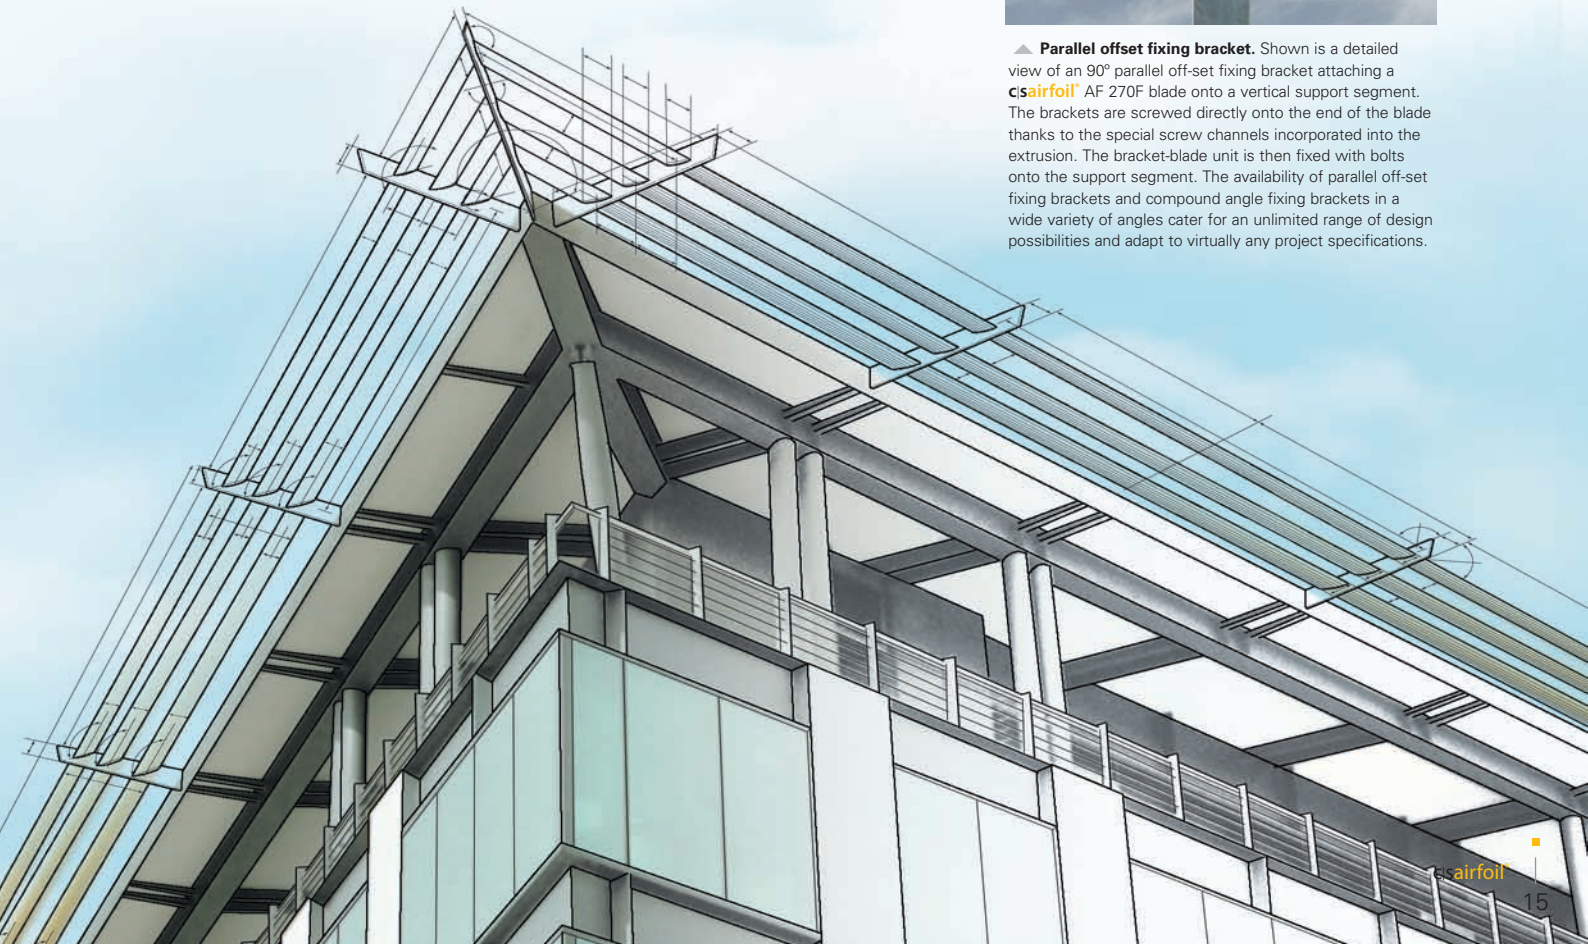 Parallel offset fixing bracket. Shown is a detailed
view of an 90º parallel off-set fixing bracket attaching a
c|sairfoil® AF 270F blade onto a vertical support segment.
The brackets are screwed directly onto the end of the blade
thanks to the special screw channels incorporated into the
extrusion. The bracket-blade unit is then fixed with bolts
onto the support segment. The availability of parallel off-set
fixing brackets and compound angle fixing brackets in a
wide variety of angles cater for an unlimited range of design
possibilities and adapt to virtually any project specifications.
c|sairfoil®
15